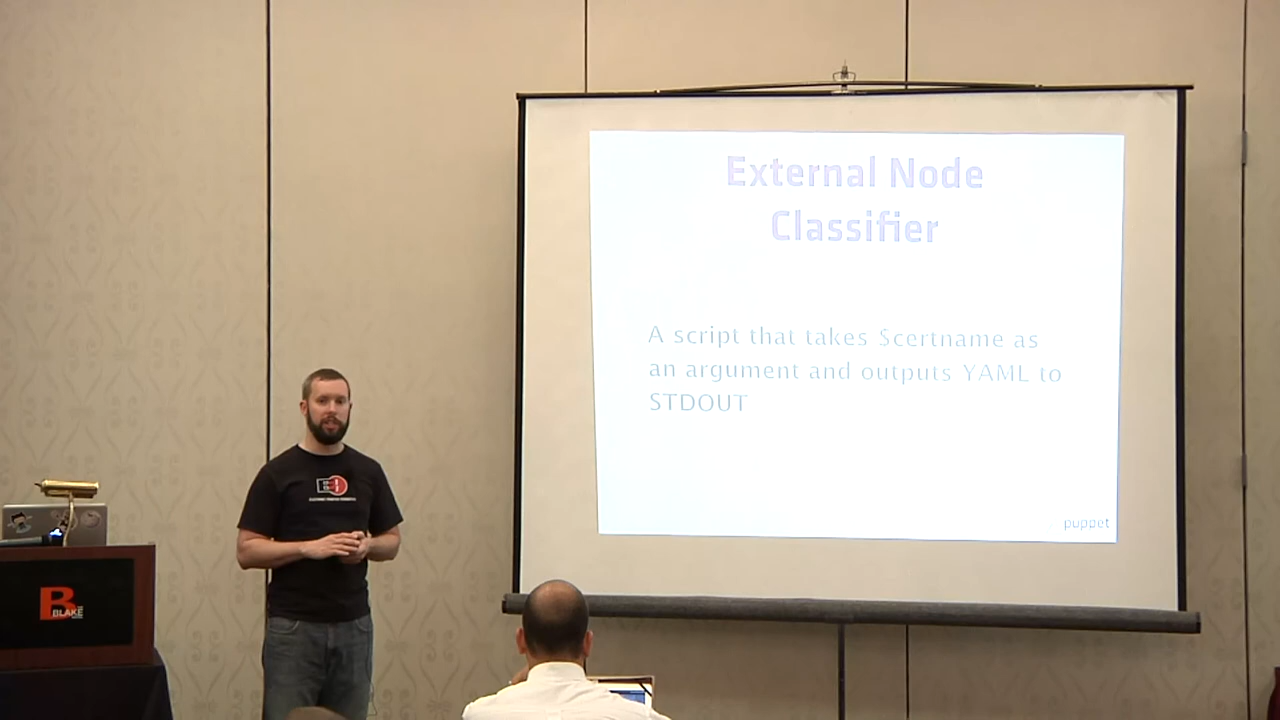 External Node
Classifier
A script that takes $certname as
an argument and outputs YAML to
STDOUT
puppet
B
BLAKE